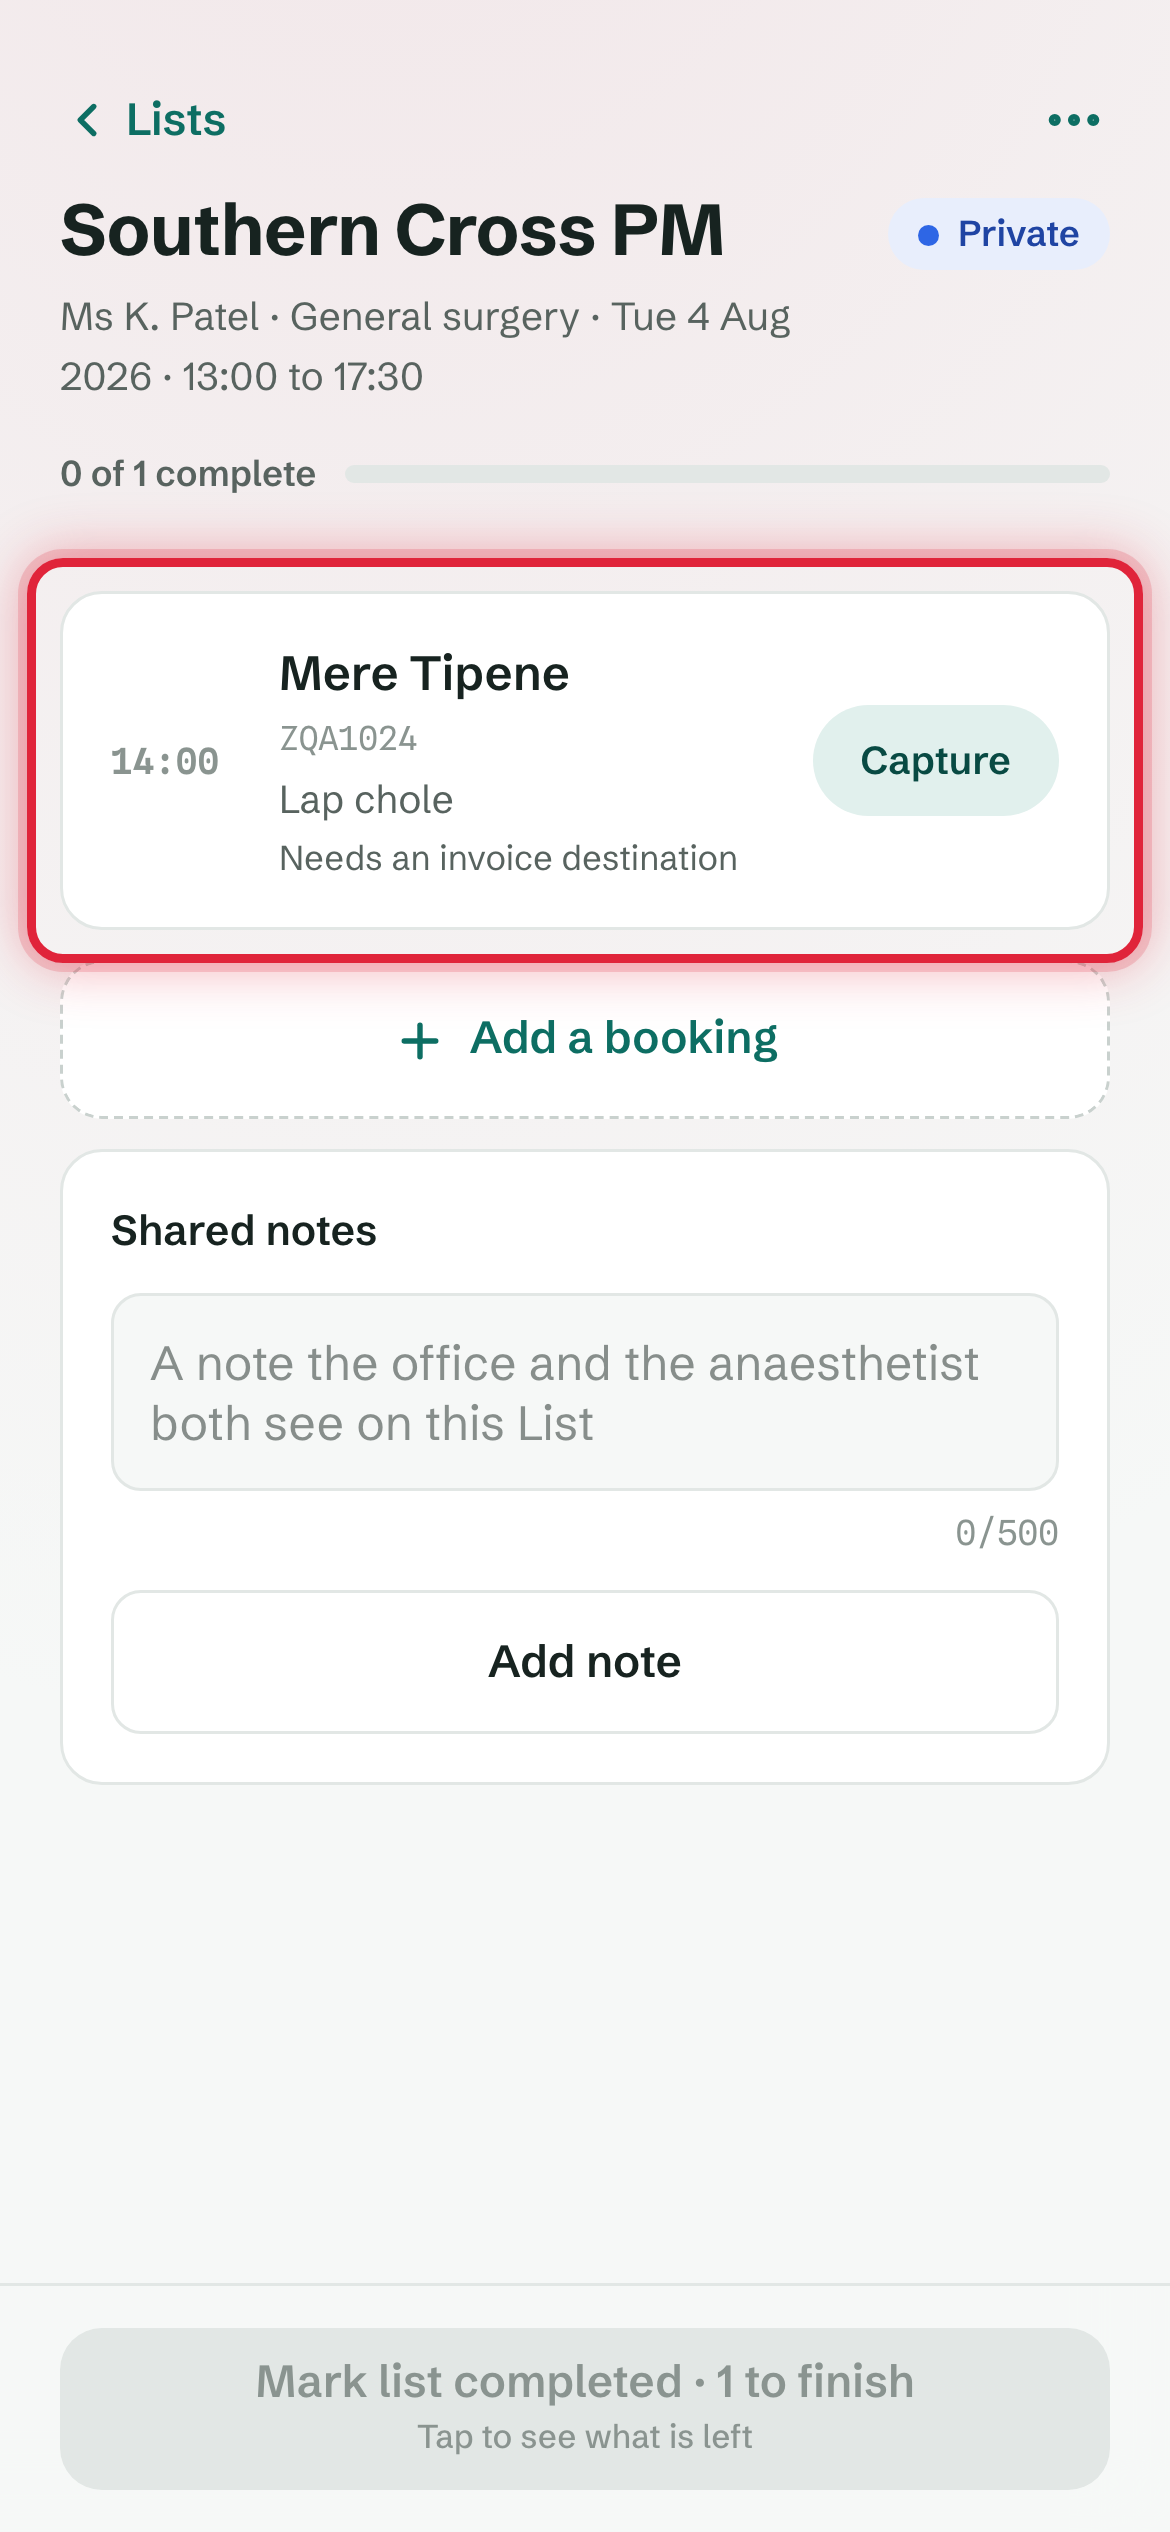 Lists
Southern Cross PM
Private
Ms K. Patel · General surgery · Tue 4 Aug
2026 · 13:00 to 17:30
0 of 1 complete
14:00
Mere Tipene
ZQA1024
Lap chole
Needs an invoice destination
Capture
+ Add a booking
Shared notes
A note the office and the anaesthetist
both see on this List
0/500
Add note
Mark list completed · 1 to finish
Tap to see what is left